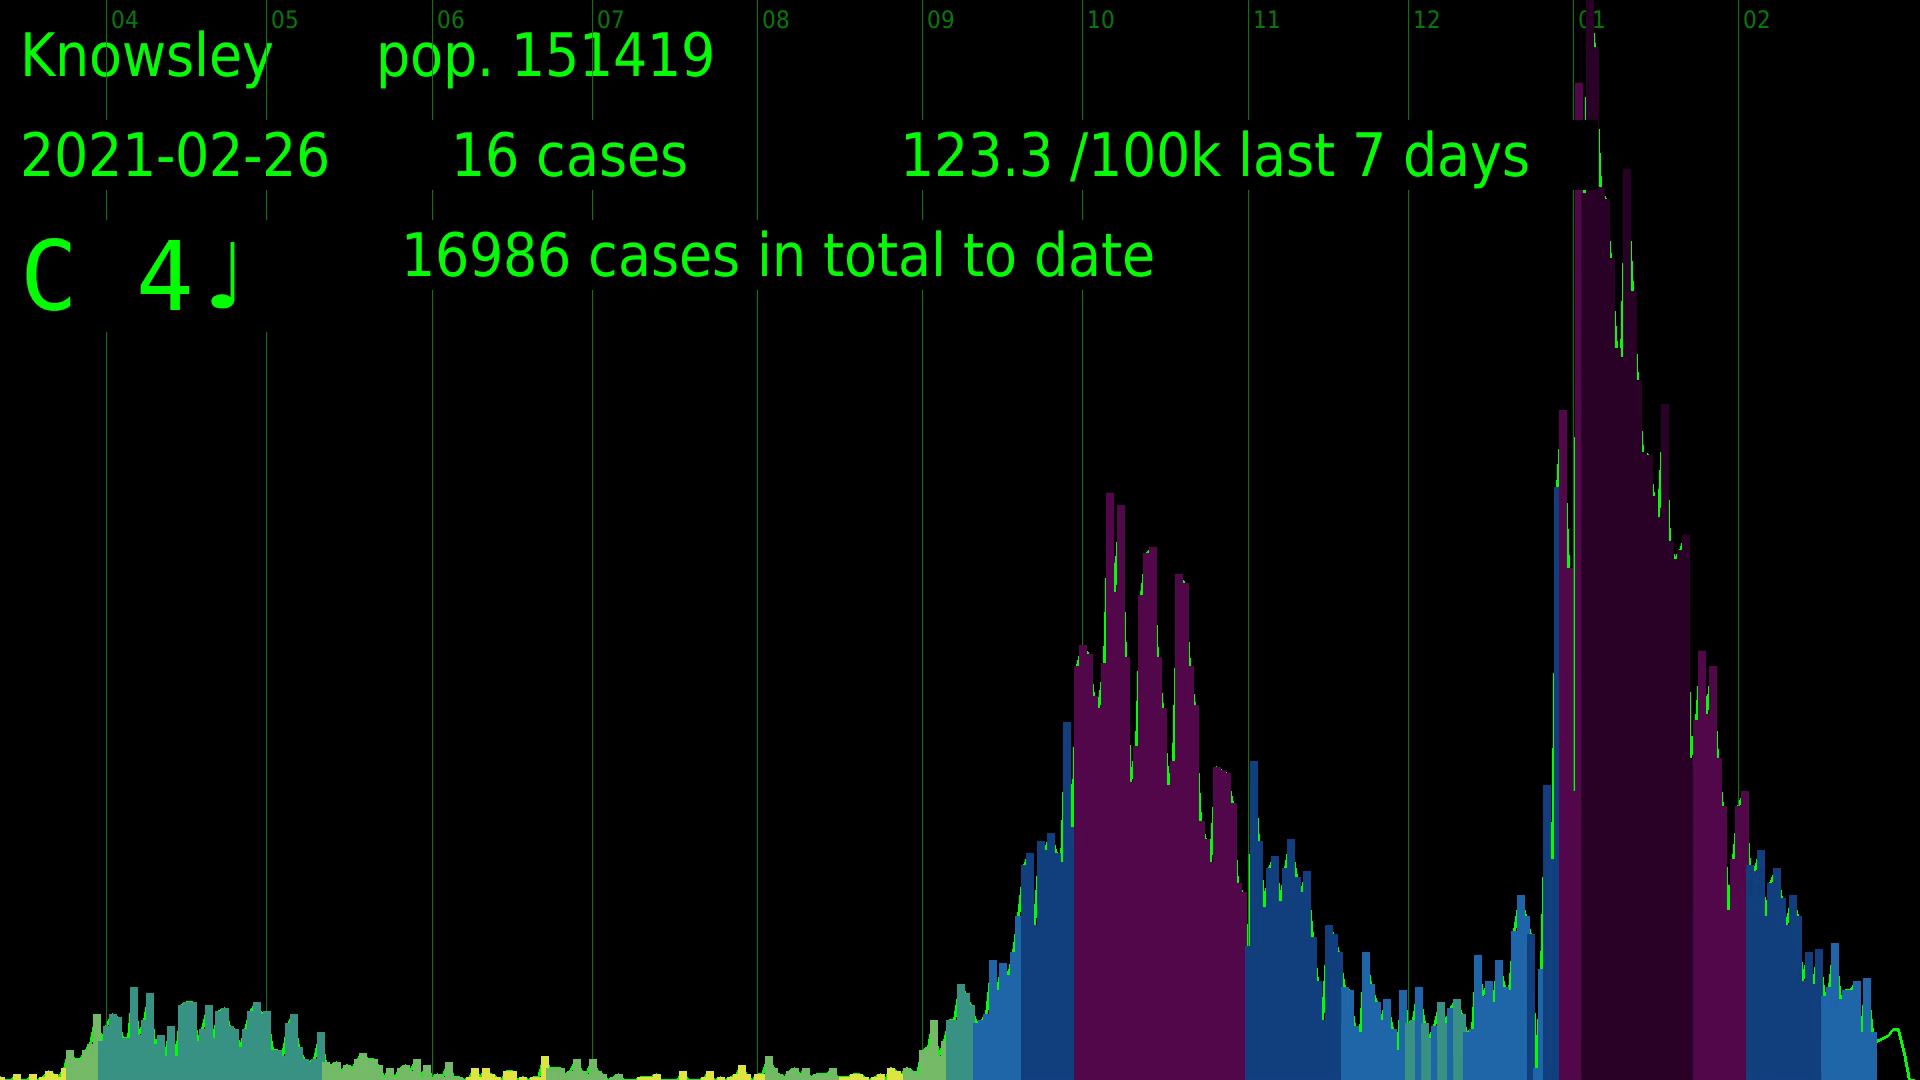 04 05 06 07 08 09 10 11 12 01 02
Knowsley pop. 151419
2021-02-26 16 cases 123.3 /100k last 7 days
C 4♩ 16986 cases in total to date